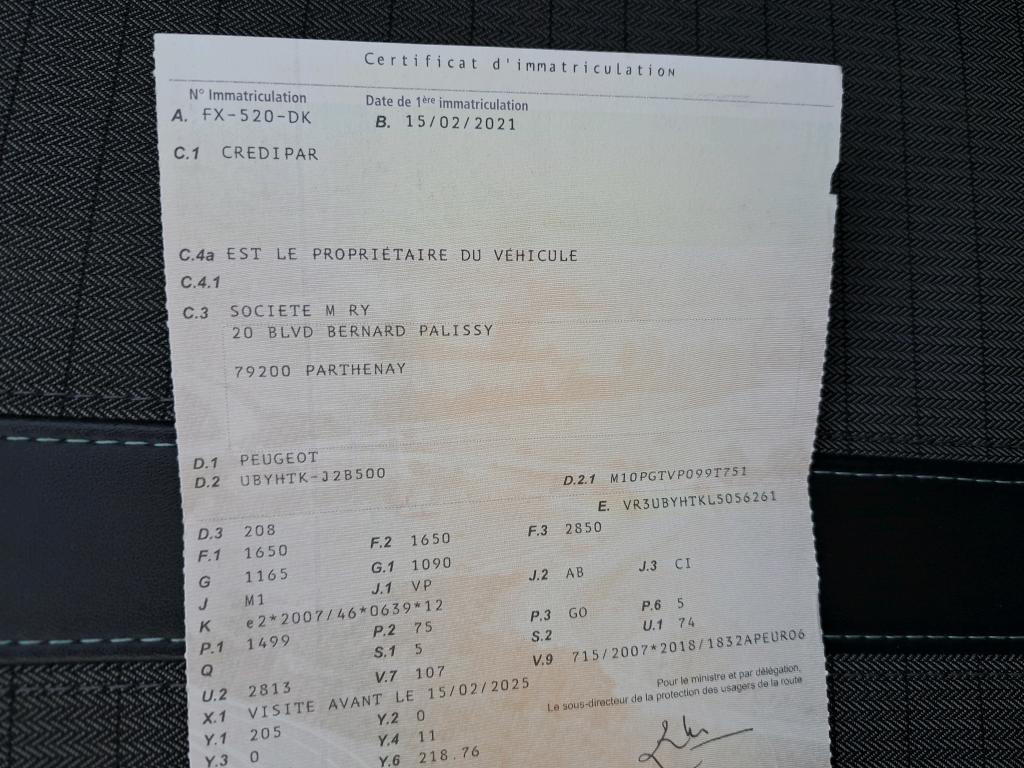 Certificat d'immatriculation
N° Immatriculation Date de 1ère immatriculation
A. FX-520-DK B. 15/02/2021
C.1 CREDIPAR
C.4a EST LE PROPRIÉTAIRE DU VÉHICULE
C.4.1
C.3 SOCIETE M RY
20 BLVD BERNARD PALISSY
79200 PARTHENAY
D.1 PEUGEOT
D.2 UBYHTK-J2B500 D.2.1 M10PGTVP099T751
E. VR3UBYHTKL5056261
D.3 208
F.1 1650 F.2 1650 F.3 2850
G 1165 G.1 1090
J M1 J.1 VP J.2 AB J.3 CI
K e2*2007/46*0639*12
P.1 1499 P.2 75 P.3 GO P.6 5
Q S.1 5 S.2 U.1 74
U.2 2813 V.7 107 V.9 715/2007*2018/1832APEURO6
X.1 VISITE AVANT LE 15/02/2025
Pour le ministre et par délégation,
Le sous-directeur de la protection des usagers de la route
Y.1 205 Y.2 0
Y.3 0 Y.4 11
Y.6 218.76